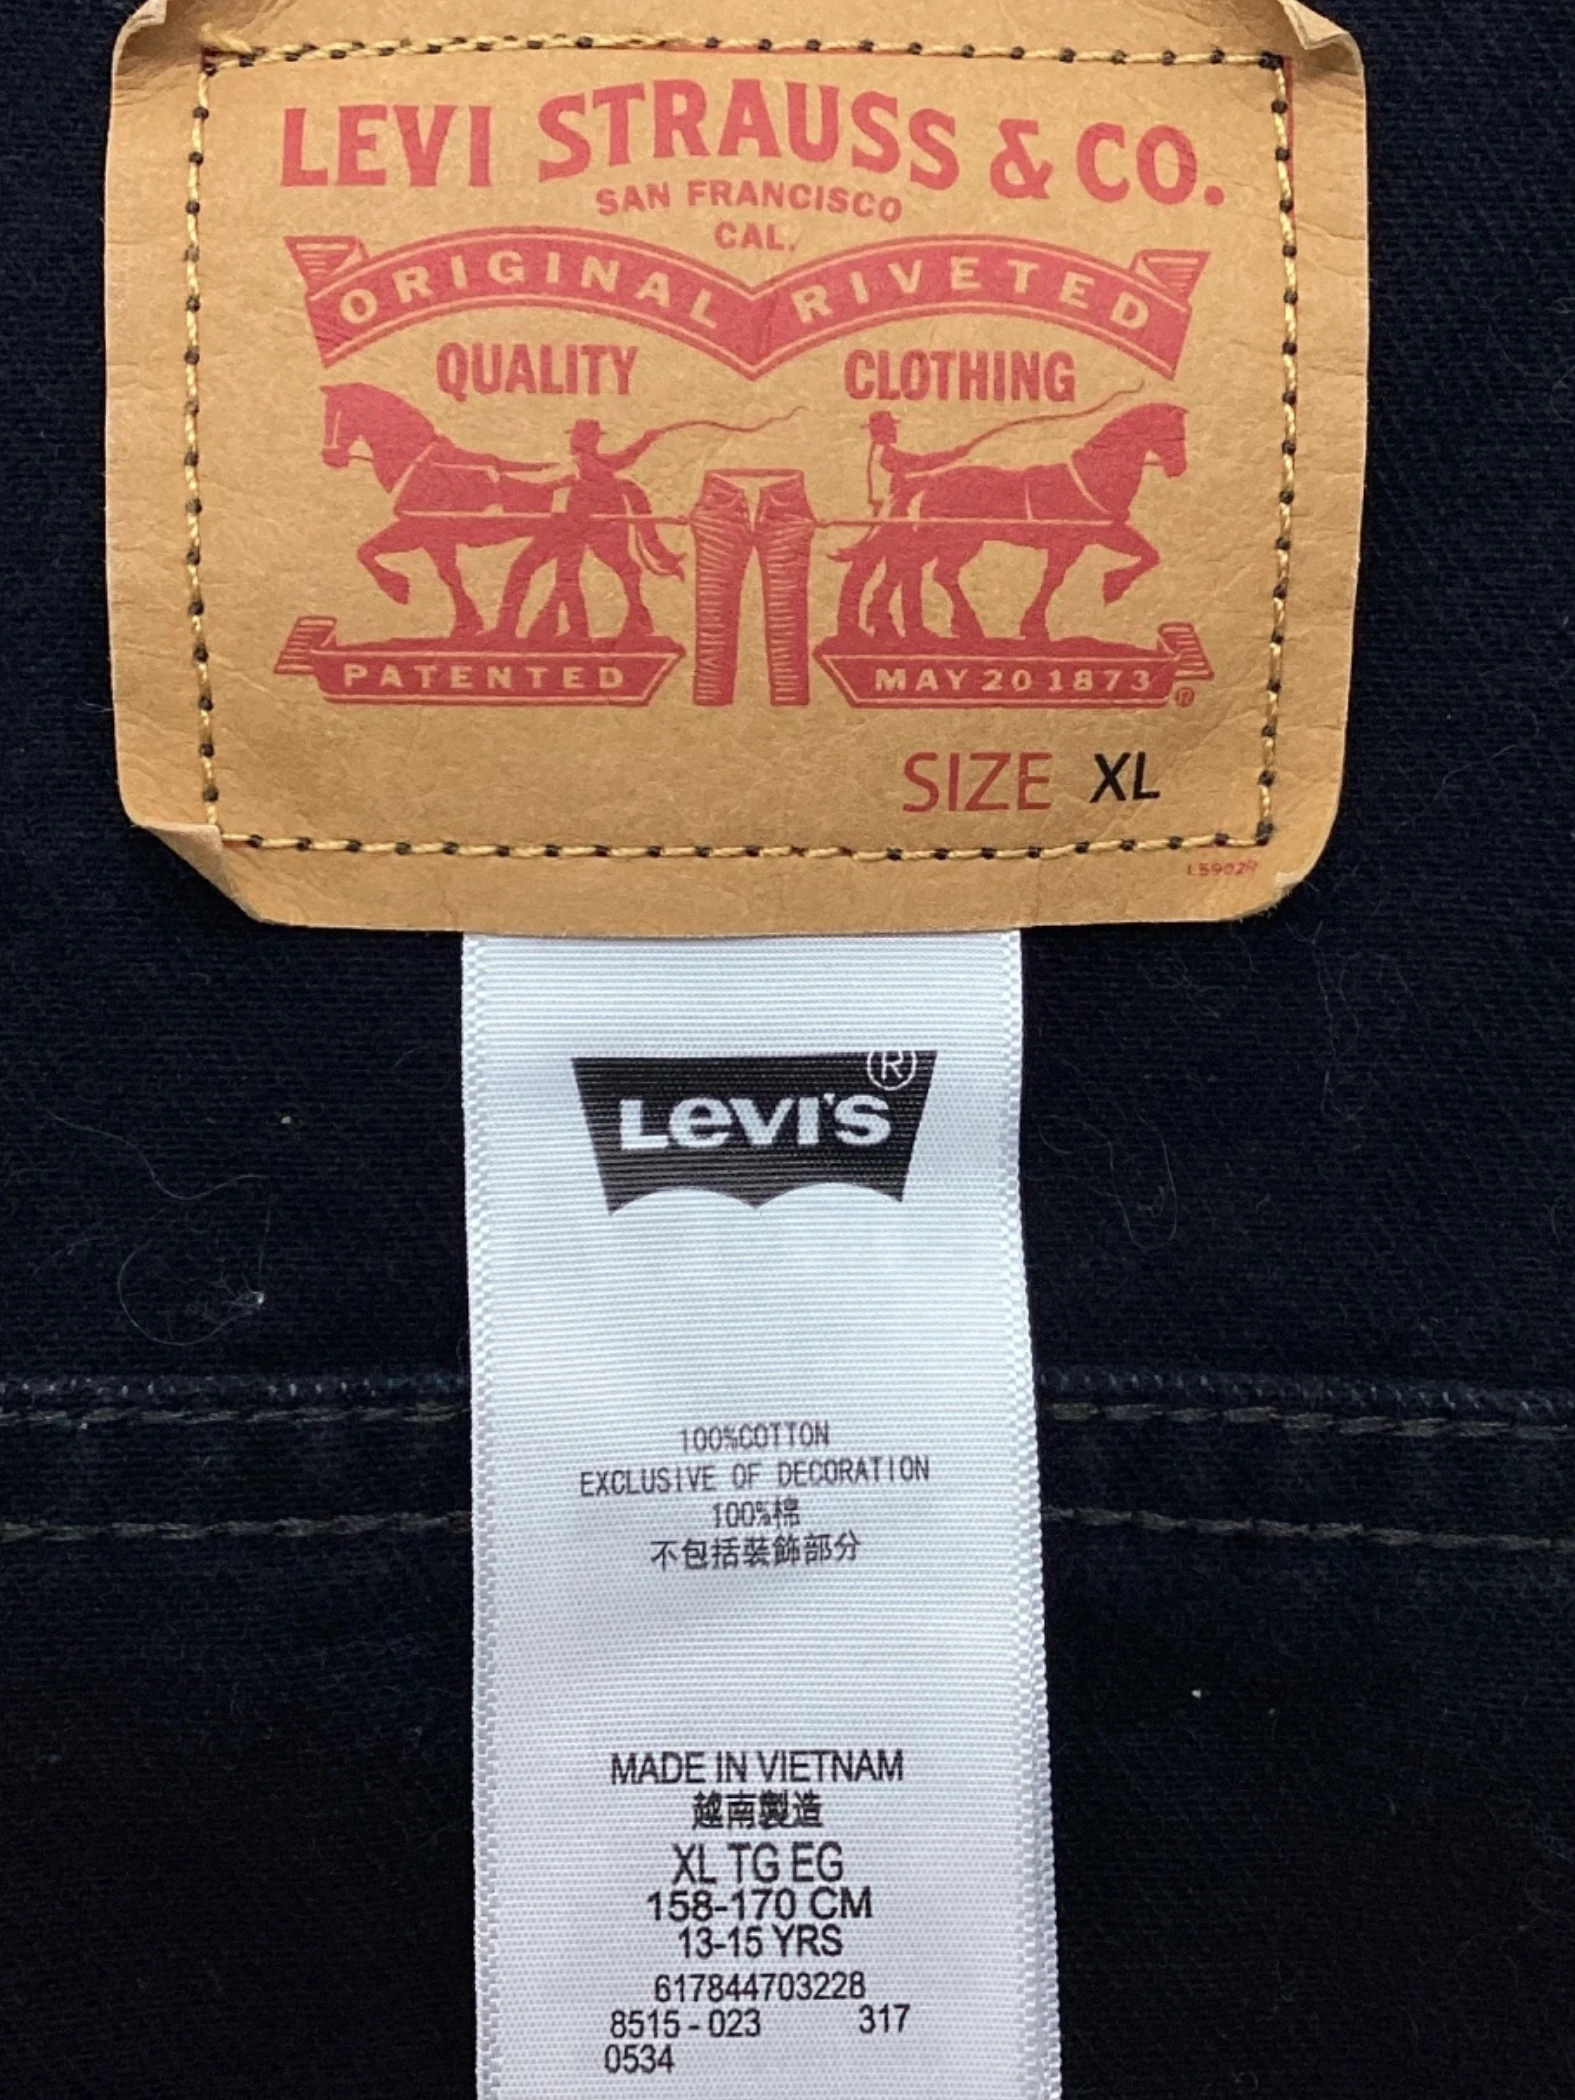 LEVI STRAUSS & CO.
SAN FRANCISCO
CAL.
ORIGINAL RIVETED
QUALITY CLOTHING
PATENTED MAY 20 1873 ®
SIZE XL
L5902R
LEVI'S ®
100%COTTON
EXCLUSIVE OF DECORATION
100%棉
不包括裝飾部分
MADE IN VIETNAM
越南製造
XL TG EG
158-170 CM
13-15 YRS
617844703228
8515 - 023 317
0534